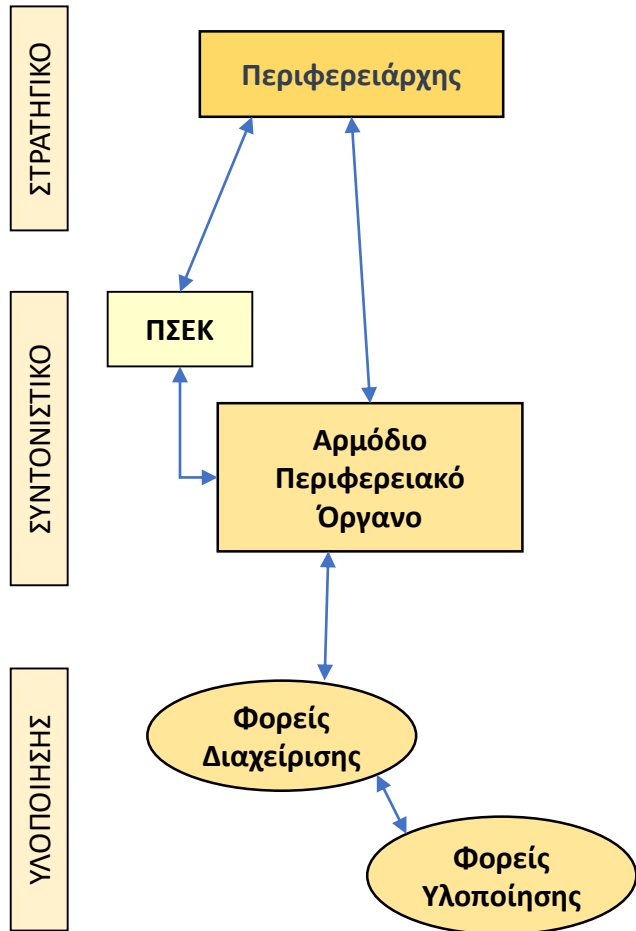 ΣΤΡΑΤΗΓΙΚΟ
Περιφερειάρχης
ΣΥΝΤΟΝΙΣΤΙΚΟ
ΠΣΕΚ
Αρμόδιο
Περιφερειακό
Όργανο
ΥΛΟΠΟΙΗΣΗΣ
Φορείς
Διαχείρισης
Φορείς
Υλοποίησης